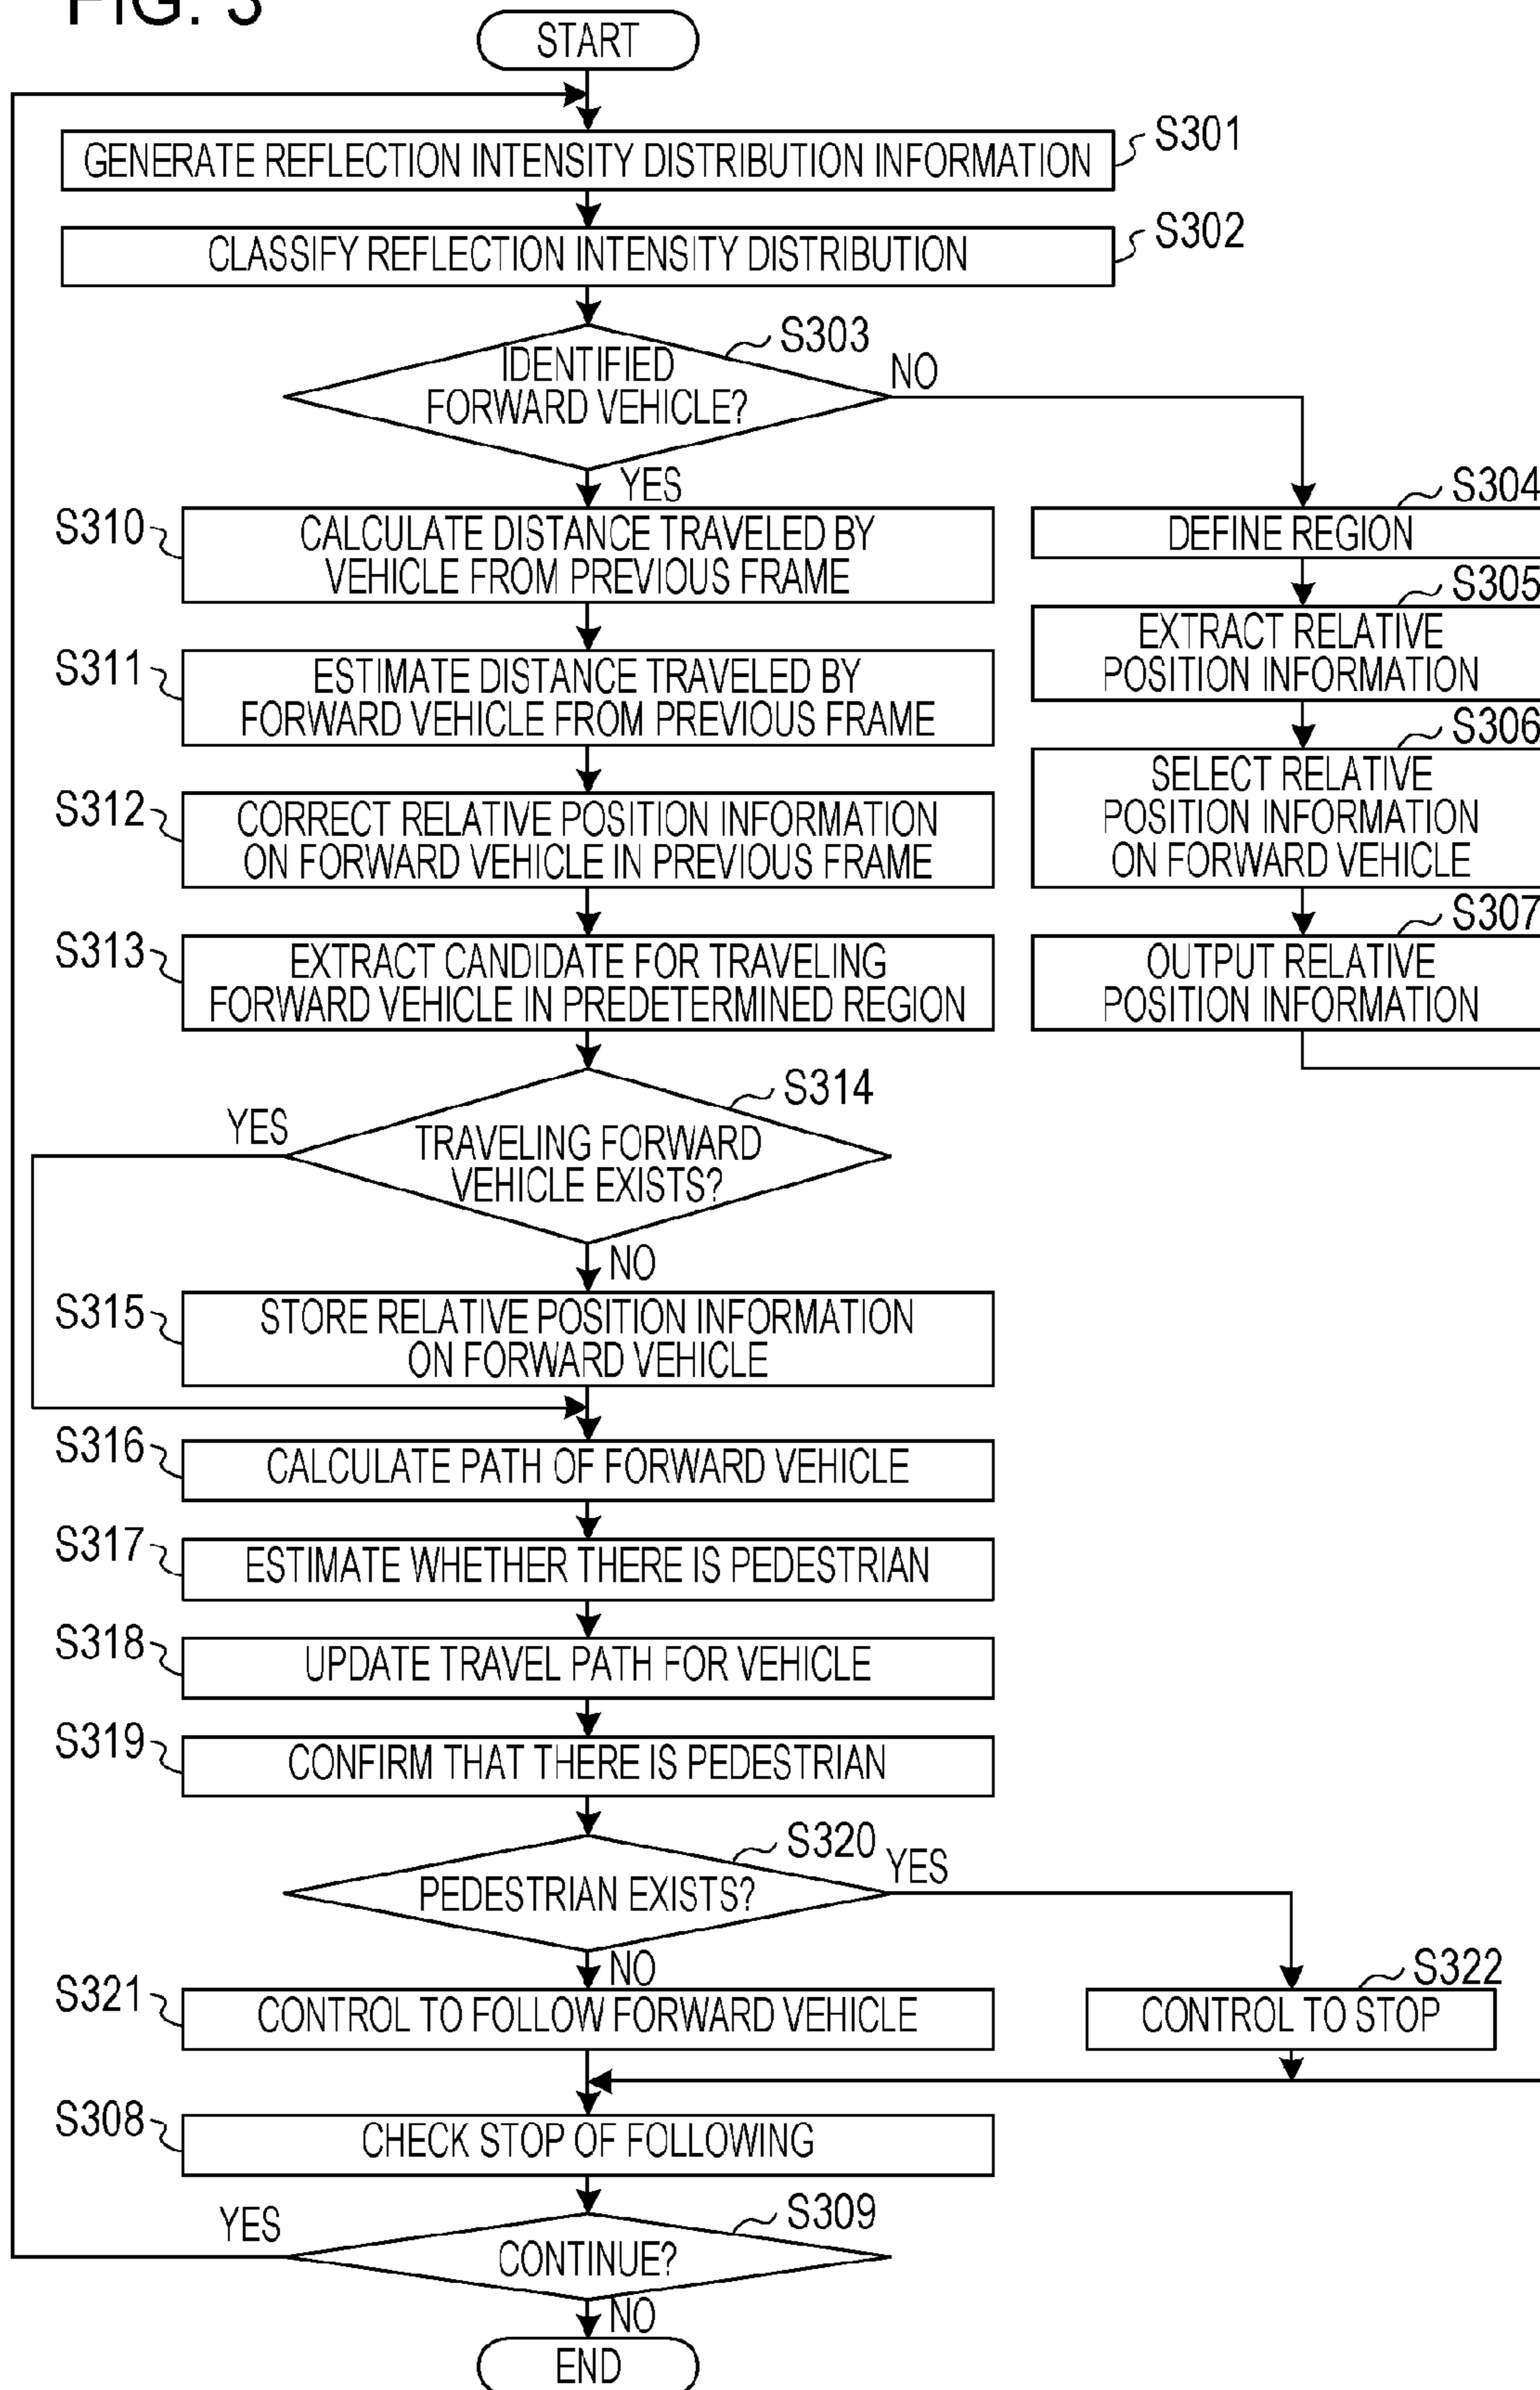 FIG. 3
START
GENERATE REFLECTION INTENSITY DISTRIBUTION INFORMATION
S301
CLASSIFY REFLECTION INTENSITY DISTRIBUTION
S302
S303
IDENTIFIED
FORWARD VEHICLE?
NO
YES
S310
CALCULATE DISTANCE TRAVELED BY
VEHICLE FROM PREVIOUS FRAME
S304
DEFINE REGION
S305
EXTRACT RELATIVE
POSITION INFORMATION
S311
ESTIMATE DISTANCE TRAVELED BY
FORWARD VEHICLE FROM PREVIOUS FRAME
S306
SELECT RELATIVE
POSITION INFORMATION
ON FORWARD VEHICLE
S312
CORRECT RELATIVE POSITION INFORMATION
ON FORWARD VEHICLE IN PREVIOUS FRAME
S307
OUTPUT RELATIVE
POSITION INFORMATION
S313
EXTRACT CANDIDATE FOR TRAVELING
FORWARD VEHICLE IN PREDETERMINED REGION
S314
YES
TRAVELING FORWARD
VEHICLE EXISTS?
NO
S315
STORE RELATIVE POSITION INFORMATION
ON FORWARD VEHICLE
S316
CALCULATE PATH OF FORWARD VEHICLE
S317
ESTIMATE WHETHER THERE IS PEDESTRIAN
S318
UPDATE TRAVEL PATH FOR VEHICLE
S319
CONFIRM THAT THERE IS PEDESTRIAN
S320
PEDESTRIAN EXISTS?
YES
NO
S321
CONTROL TO FOLLOW FORWARD VEHICLE
S322
CONTROL TO STOP
S308
CHECK STOP OF FOLLOWING
S309
YES
CONTINUE?
NO
END